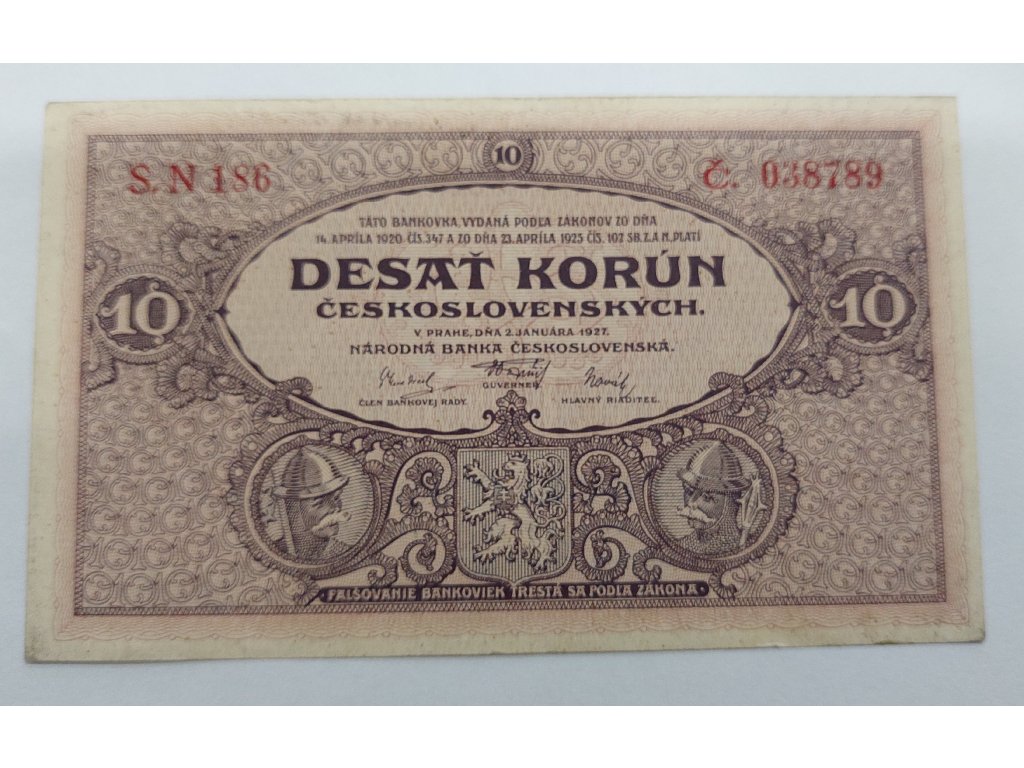 10
S. N 186
Č. 038789
TÁTO BANKOVKA, VYDANÁ PODĽA ZÁKONOV ZO DŇA
14. APRÍLA 1920 ČÍS. 347 A ZO DŇA 23. APRÍLA 1925 ČÍS. 107 SB. Z. A N. PLATÍ
DESAŤ KORÚN
ČESKOSLOVENSKÝCH.
10
10
V PRAHE, DŇA 2. JANUÁRA 1927.
NÁRODNÁ BANKA ČESKOSLOVENSKÁ.
GUVERNER.
ČLEN BAŇKOVEJ RADY.
HLAVNÝ RIADITEĽ.
· FALŠOVANIE BANKOVIEK TRESTÁ SA PODĽA ZÁKONA ·